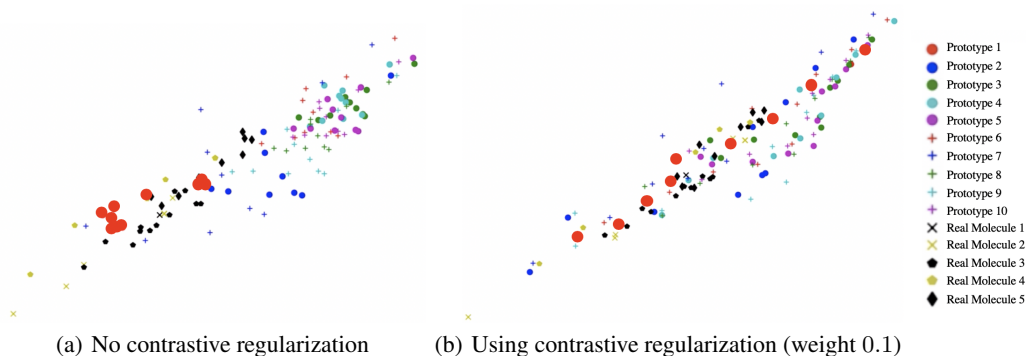 Prototype 1
Prototype 2
Prototype 3
Prototype 4
Prototype 5
Prototype 6
Prototype 7
Prototype 8
Prototype 9
Prototype 10
Real Molecule 1
Real Molecule 2
Real Molecule 3
Real Molecule 4
Real Molecule 5
(a) No contrastive regularization
(b) Using contrastive regularization (weight 0.1)